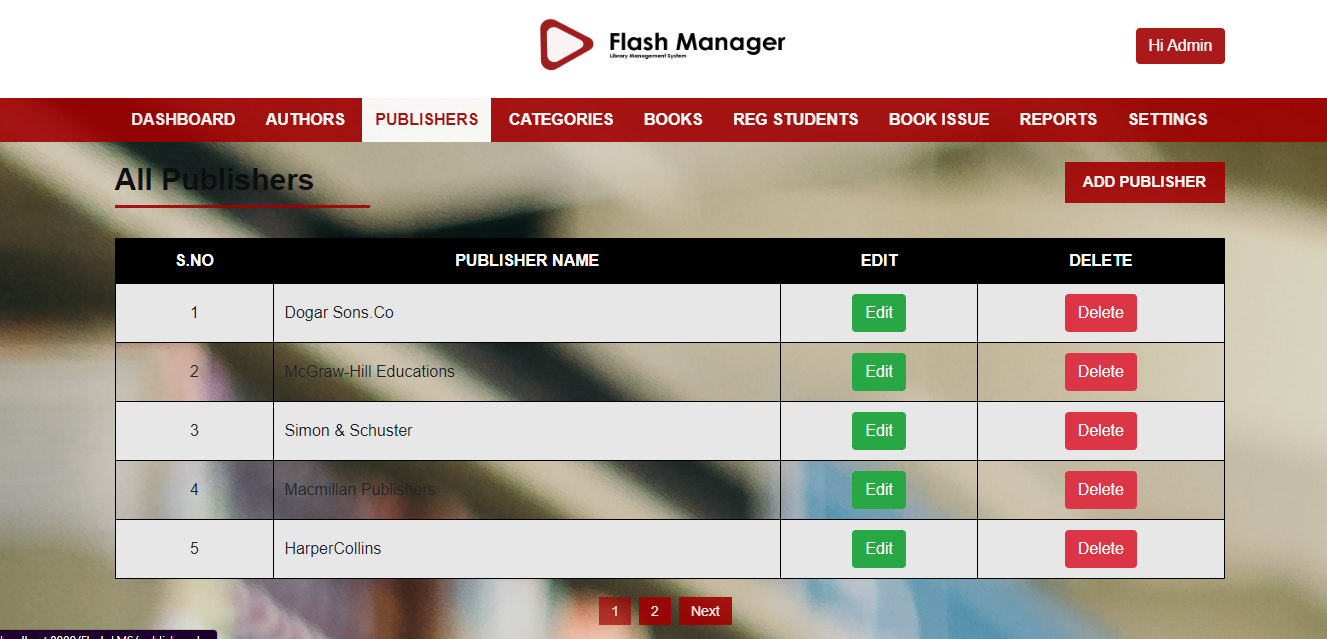 Flash Manager
Library Management System
Hi Admin
DASHBOARD AUTHORS PUBLISHERS CATEGORIES BOOKS REG STUDENTS BOOK ISSUE REPORTS SETTINGS
All Publishers
ADD PUBLISHER
S.NO PUBLISHER NAME EDIT DELETE
1 Dogar Sons.Co Edit Delete
2 McGraw-Hill Educations Edit Delete
3 Simon & Schuster Edit Delete
4 Macmillan Publishers Edit Delete
5 HarperCollins Edit Delete
1 2 Next